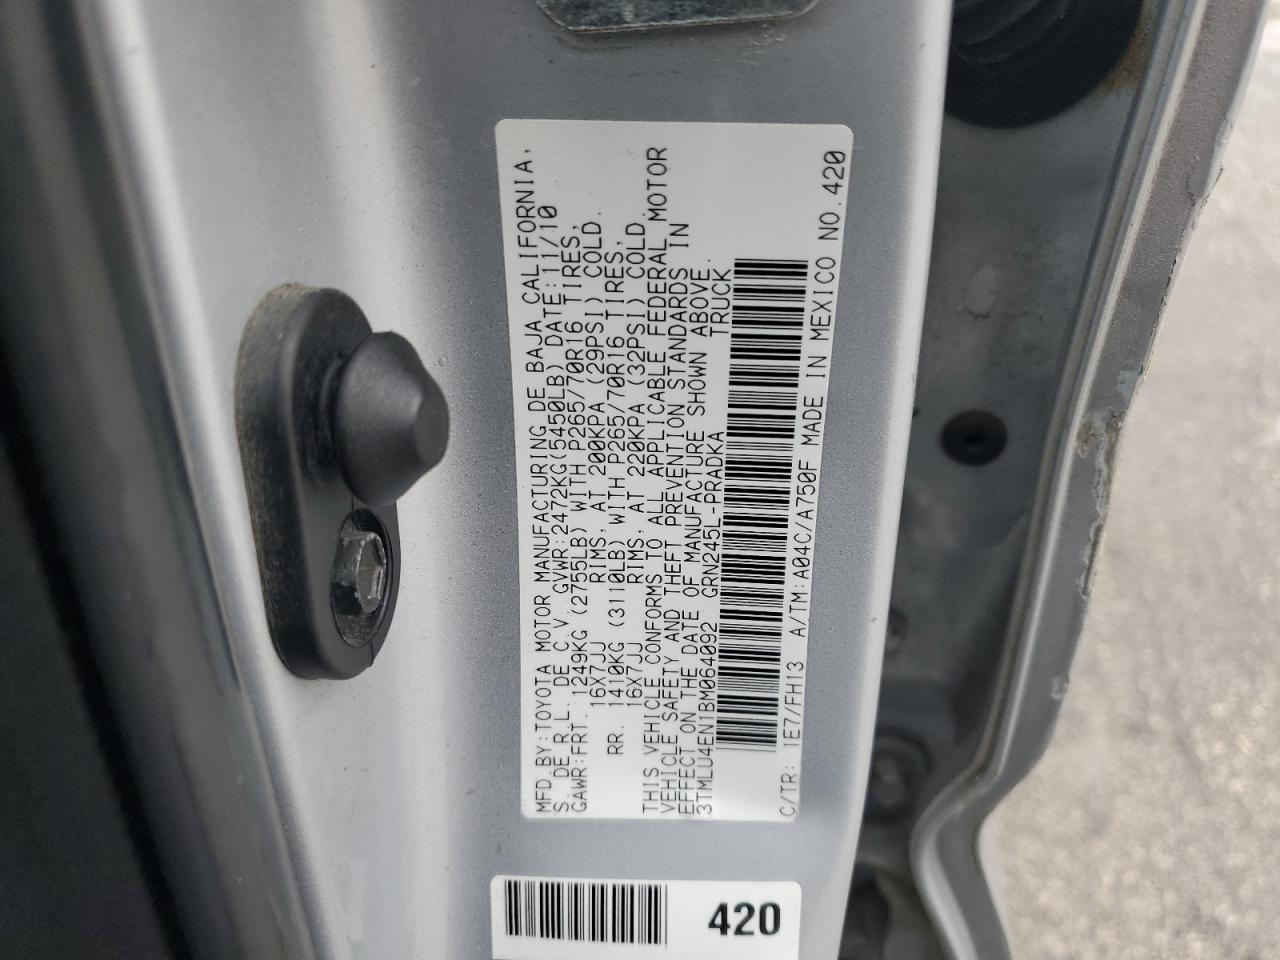 MFD.BY:TOYOTA MOTOR MANUFACTURING DE BAJA CALIFORNIA,
S. DE R.L. DE C.V. GVWR:2472KG(5450LB) DATE:11/10
GAWR:FRT. 1249KG (2755LB) WITH P265/70R16 TIRES,
16X7JJ RIMS, AT 200KPA (29PSI) COLD.
RR. 1410KG (3110LB) WITH P265/70R16 TIRES,
16X7JJ RIMS, AT 220KPA (32PSI) COLD.
THIS VEHICLE CONFORMS TO ALL APPLICABLE FEDERAL MOTOR
VEHICLE SAFETY AND THEFT PREVENTION STANDARDS IN
EFFECT ON THE DATE OF MANUFACTURE SHOWN ABOVE.
3TMLU4EN1BM064092 GRN245L-PRADKA TRUCK
C/TR: 1E7/FH13 A/TM:A04C/A750F MADE IN MEXICO NO.420
420